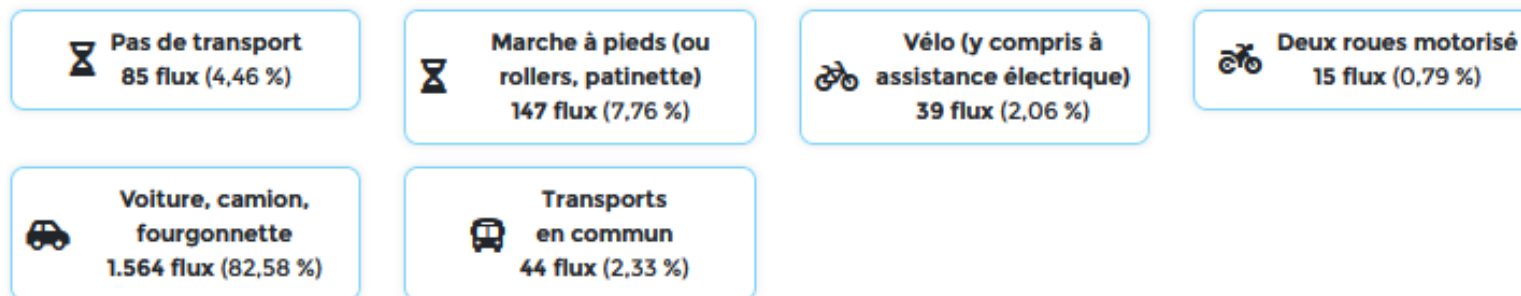 Pas de transport
85 flux (4,46 %)
Marche à pieds (ou
rollers, patinette)
147 flux (7,76 %)
Vélo (y compris à
assistance électrique)
39 flux (2,06 %)
Deux roues motorisé
15 flux (0,79 %)
Voiture, camion,
fourgonnette
1.564 flux (82,58 %)
Transports
en commun
44 flux (2,33 %)